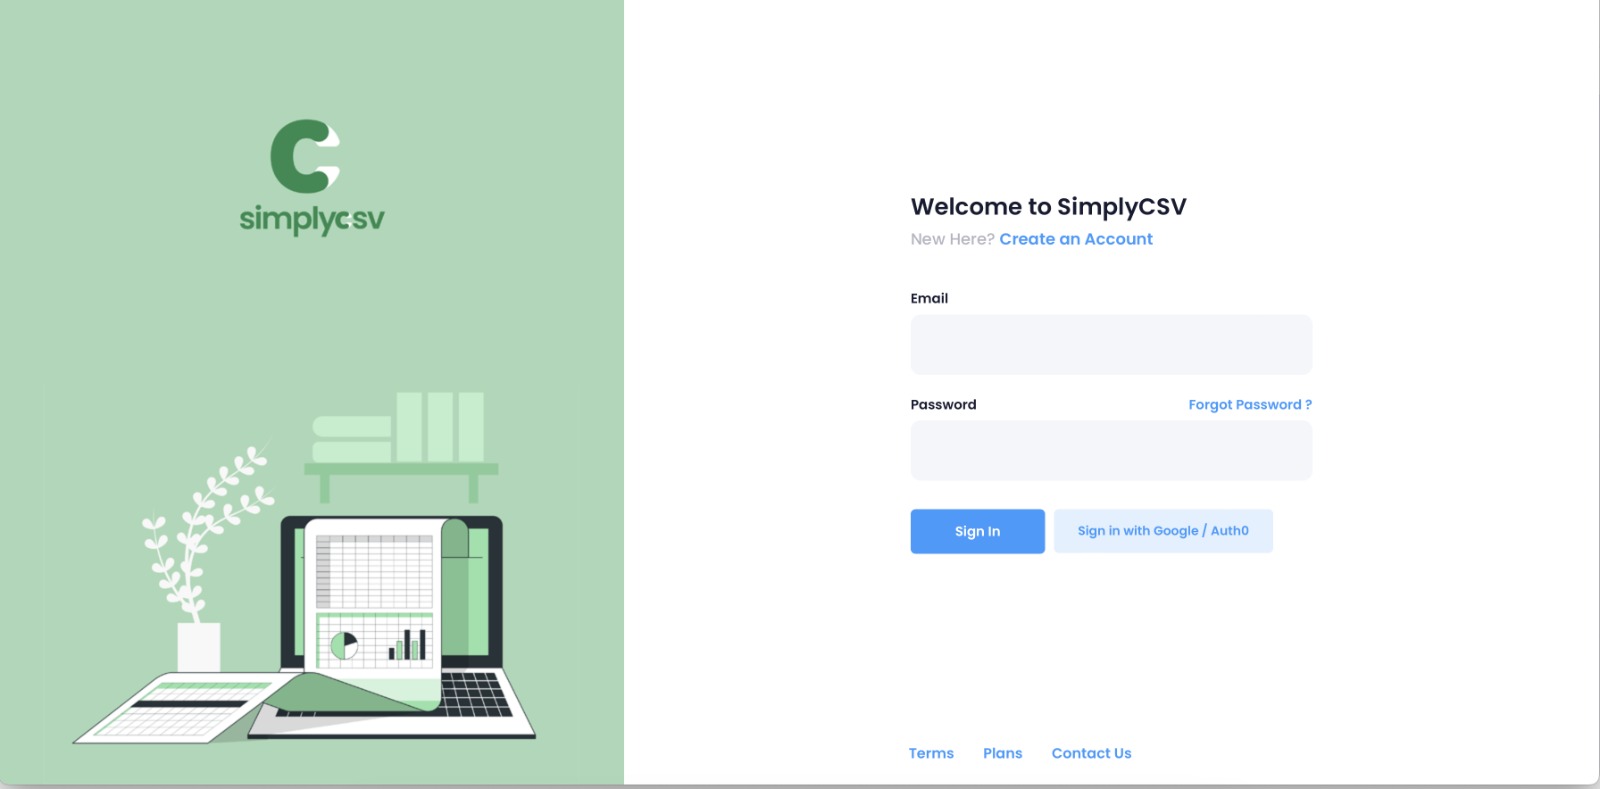 simplycsv
Welcome to SimplyCSV
New Here? Create an Account
Email
Password
Forgot Password ?
Sign In
Sign in with Google / Auth0
Terms
Plans
Contact Us